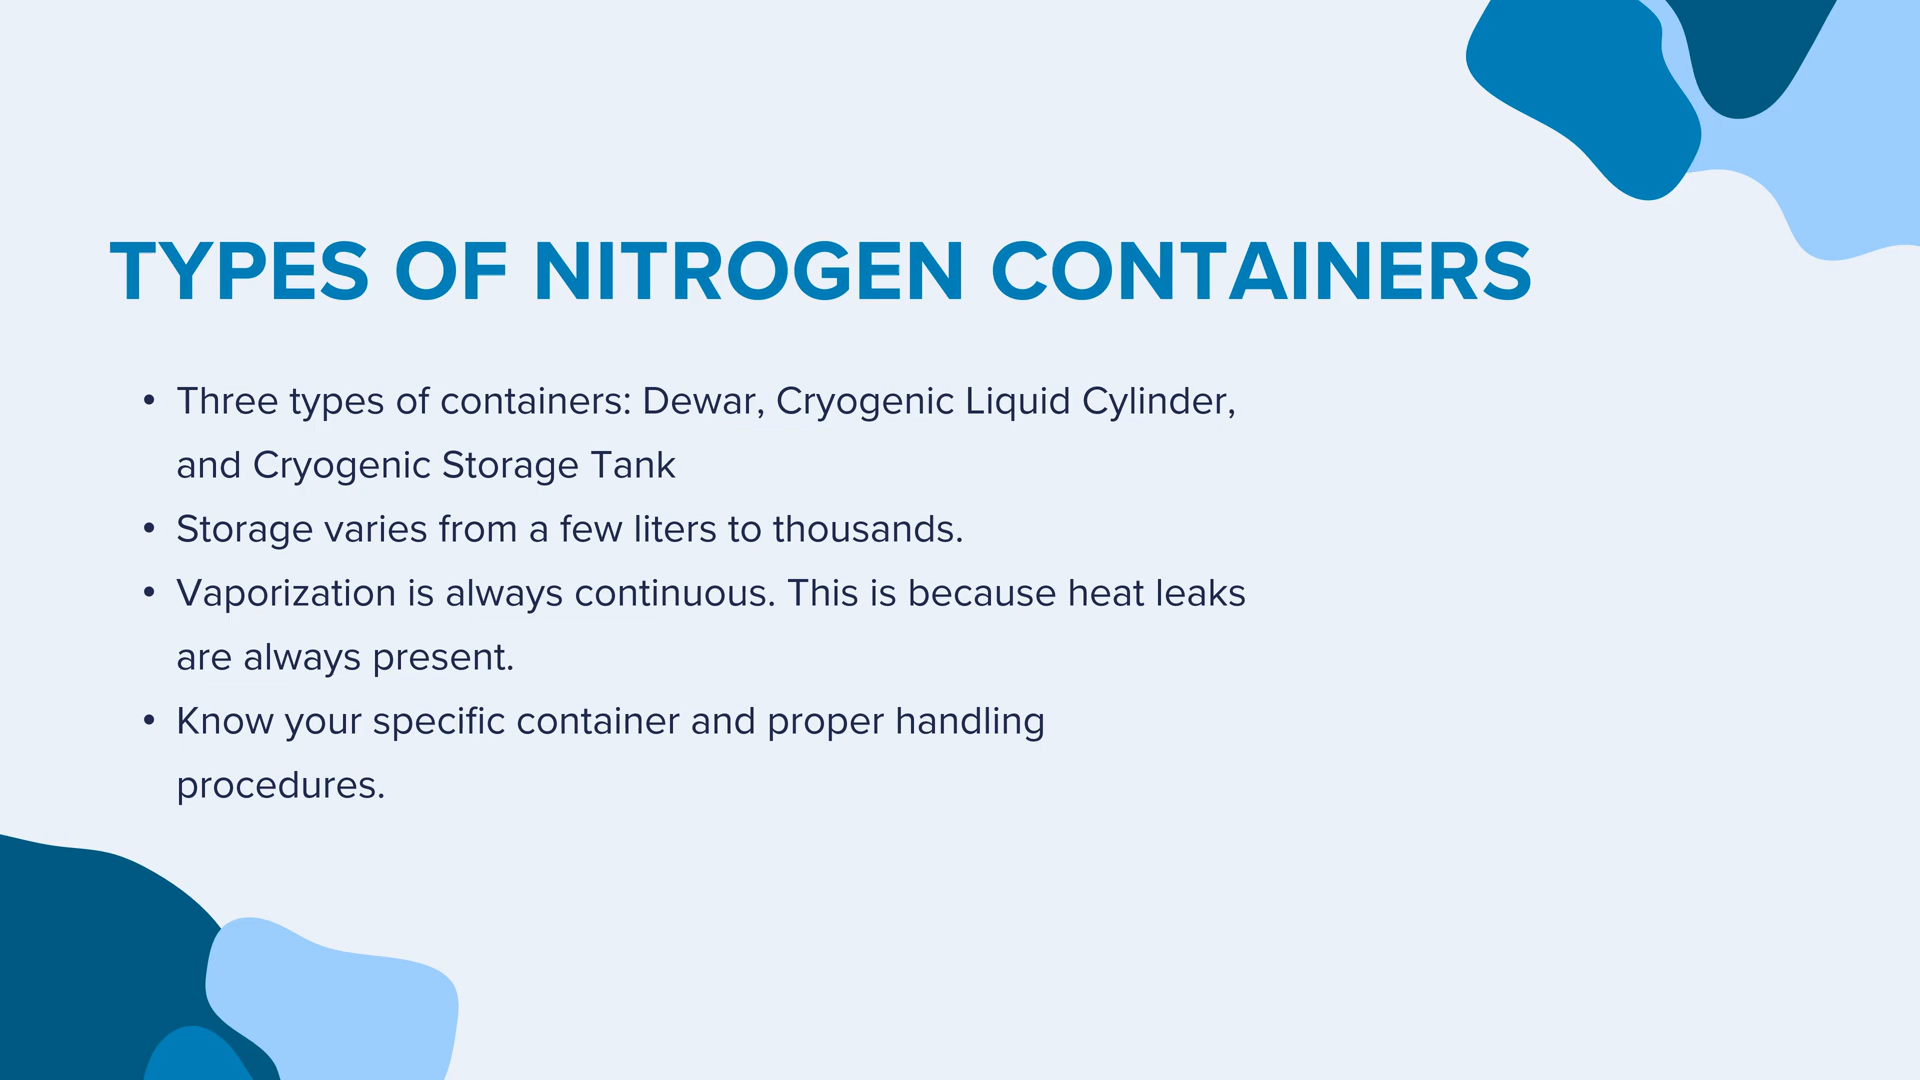 TYPES OF NITROGEN CONTAINERS
• Three types of containers: Dewar, Cryogenic Liquid Cylinder,
and Cryogenic Storage Tank
• Storage varies from a few liters to thousands.
• Vaporization is always continuous. This is because heat leaks
are always present.
• Know your specific container and proper handling
procedures.